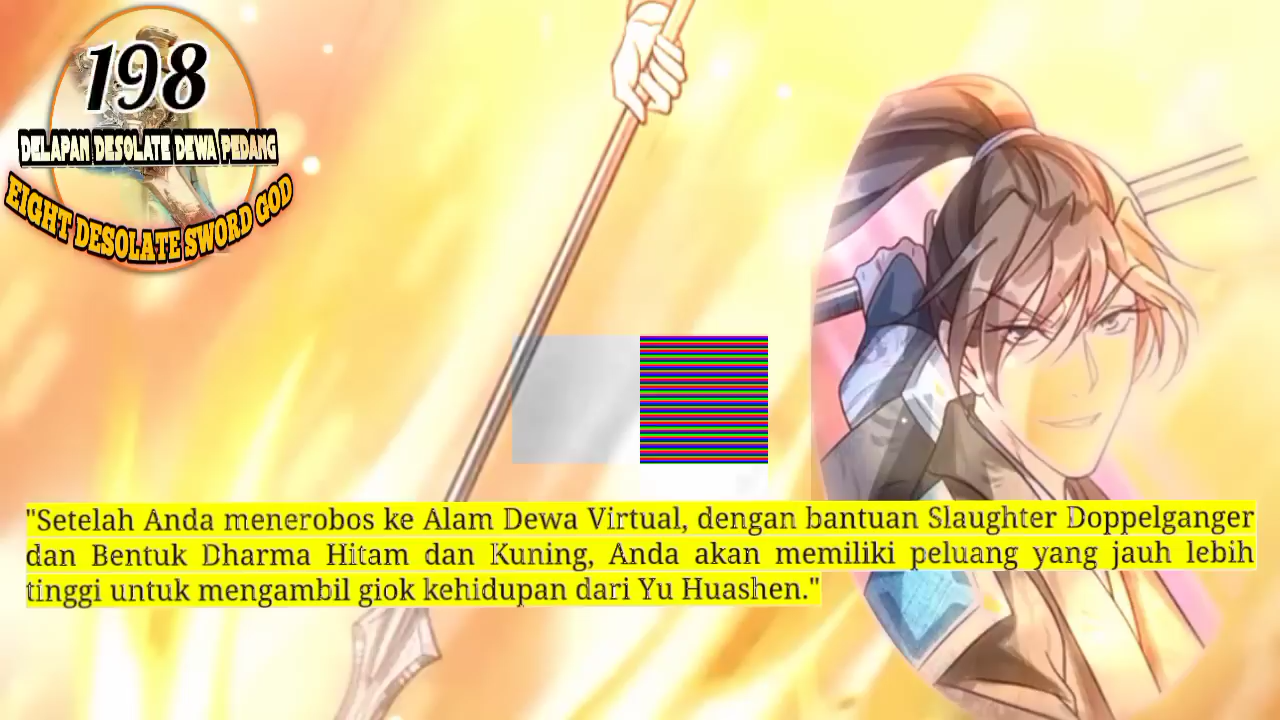 198
DELAPAN DESOLATE DEWA PEDANG
EIGHT DESOLATE SWORD GOD
"Setelah Anda menerobos ke Alam Dewa Virtual, dengan bantuan Slaughter Doppelganger
dan Bentuk Dharma Hitam dan Kuning, Anda akan memiliki peluang yang jauh lebih
tinggi untuk mengambil giok kehidupan dari Yu Huashen."